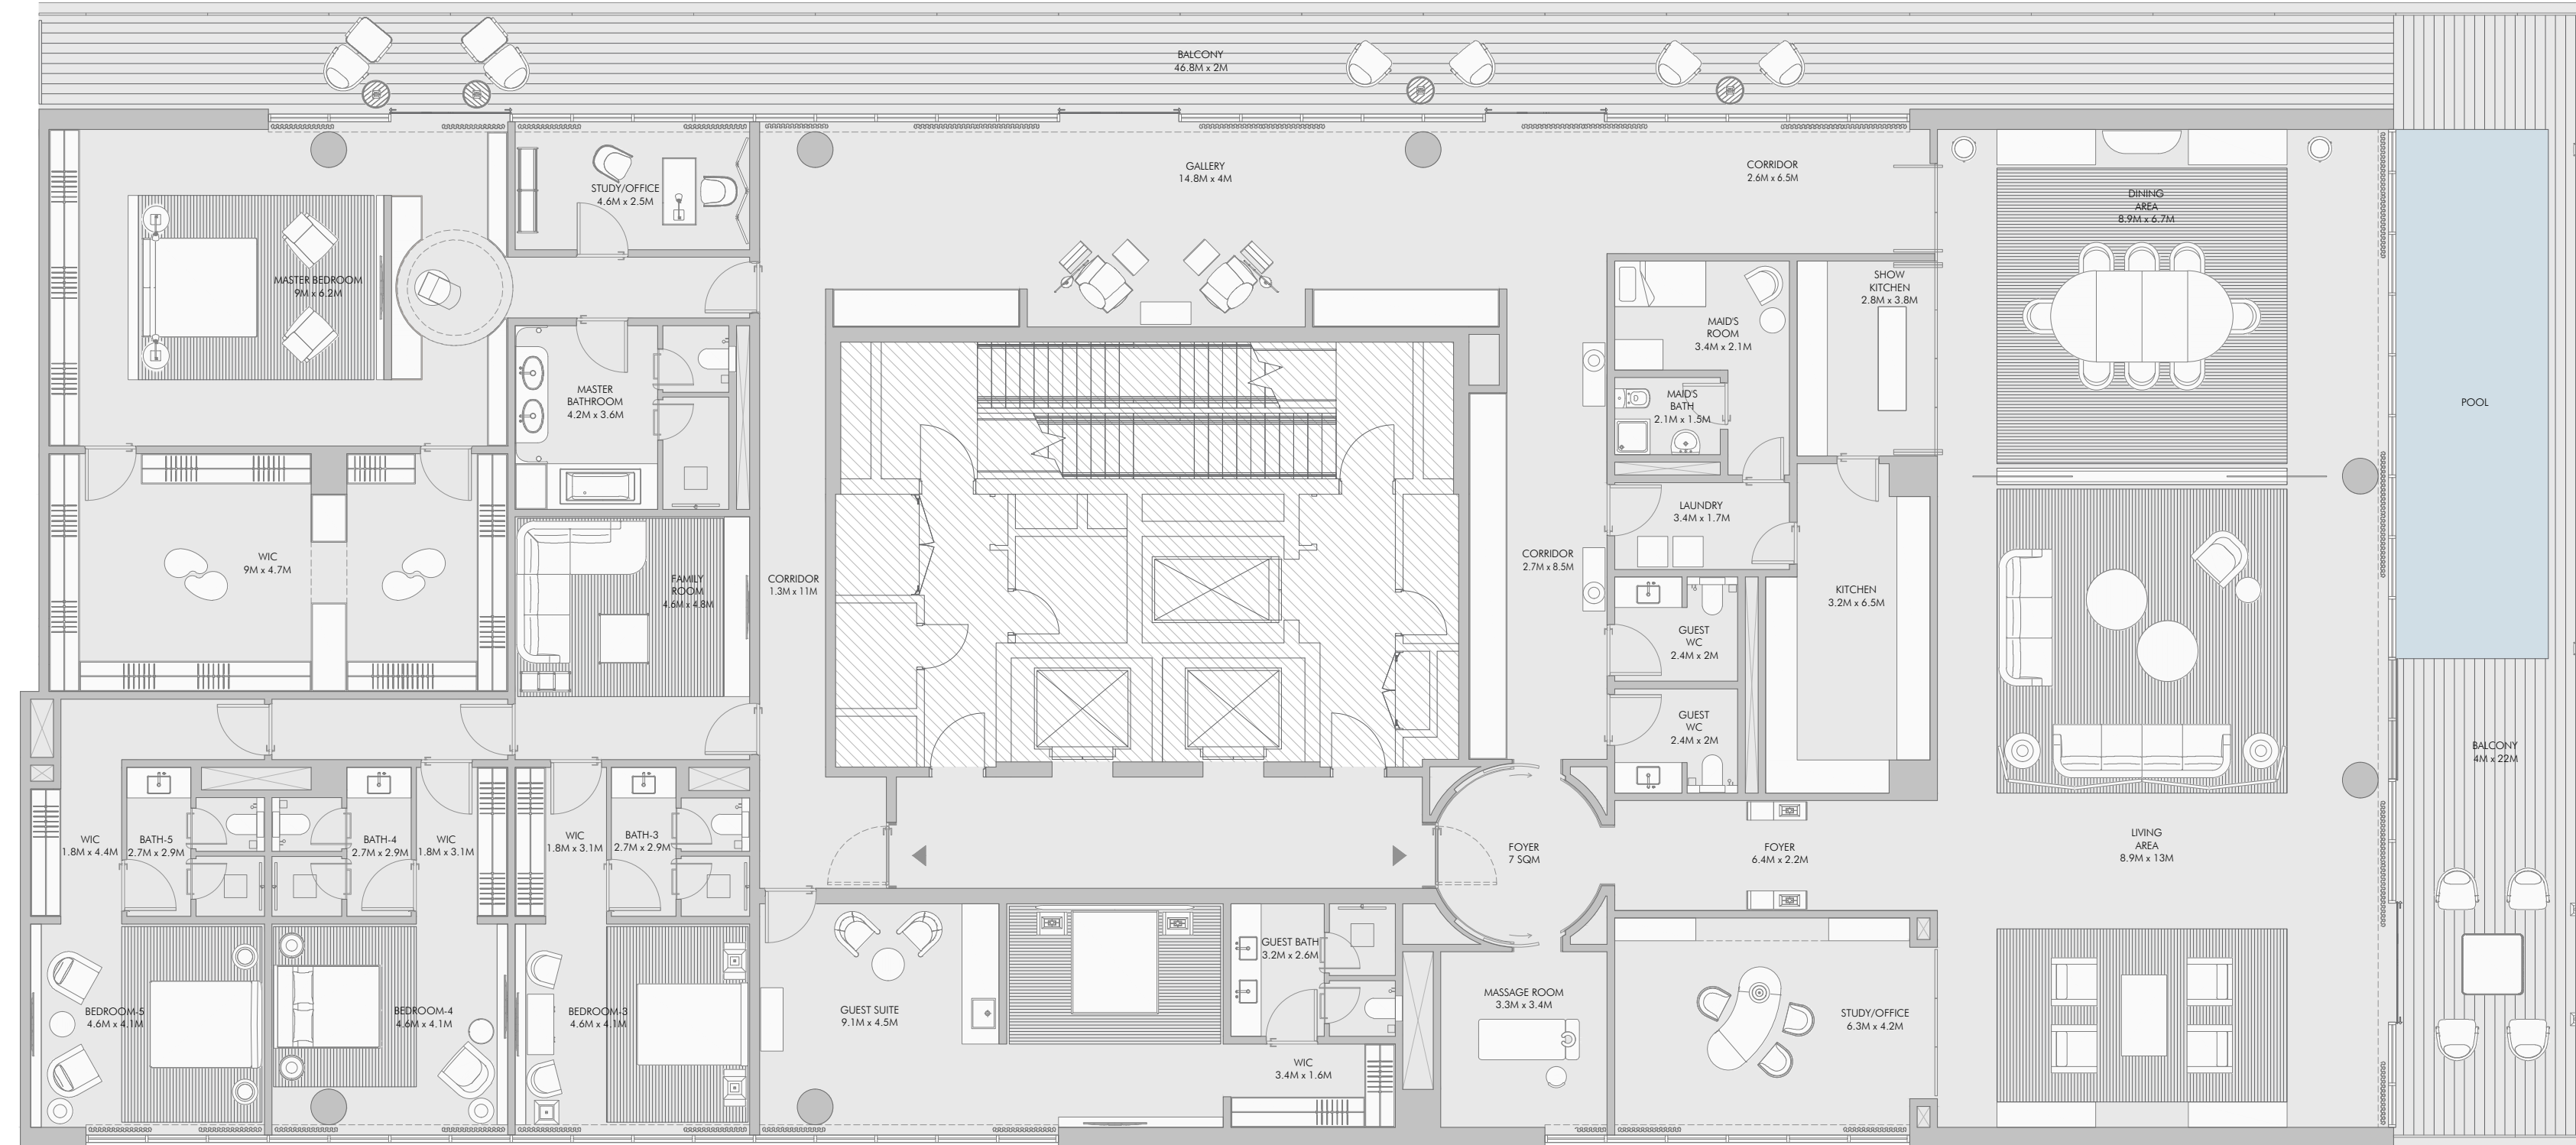 BALCONY
46.8M x 2M
GALLERY
14.8M x 4M
CORRIDOR
2.6M x 6.5M
STUDY/OFFICE
4.6M x 2.5M
DINING
AREA
8.9M x 6.7M
MASTER BEDROOM
9M x 6.2M
SHOW
KITCHEN
2.8M x 3.8M
MAID'S
ROOM
3.4M x 2.1M
MASTER
BATHROOM
4.2M x 3.6M
MAID'S
BATH
2.1M x 1.5M
POOL
LAUNDRY
3.4M x 1.7M
WIC
9M x 4.7M
FAMILY
ROOM
4.6M x 4.8M
CORRIDOR
1.3M x 11M
CORRIDOR
2.7M x 8.5M
KITCHEN
3.2M x 6.5M
GUEST
WC
2.4M x 2M
GUEST
WC
2.4M x 2M
BALCONY
4M x 22M
WIC
1.8M x 4.4M
BATH-5
2.7M x 2.9M
BATH-4
2.7M x 2.9M
WIC
1.8M x 3.1M
WIC
1.8M x 3.1M
BATH-3
2.7M x 2.9M
FOYER
7 SQM
FOYER
6.4M x 2.2M
LIVING
AREA
8.9M x 13M
GUEST BATH
3.2M x 2.6M
BEDROOM-5
4.6M x 4.1M
BEDROOM-4
4.6M x 4.1M
BEDROOM-3
4.6M x 4.1M
GUEST SUITE
9.1M x 4.5M
MASSAGE ROOM
3.3M x 3.4M
STUDY/OFFICE
6.3M x 4.2M
WIC
3.4M x 1.6M